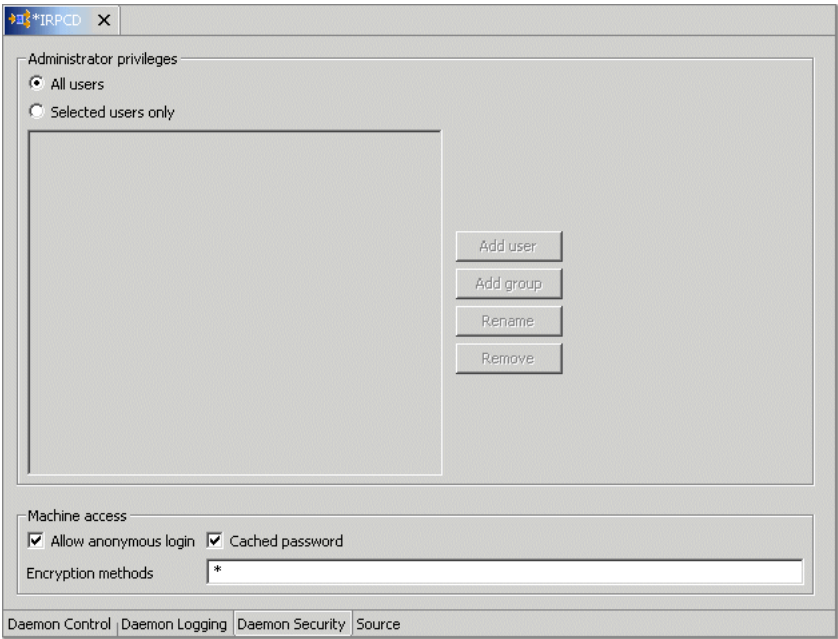 *IRPCD
Administrator privileges
All users
Selected users only
Add user
Add group
Rename
Remove
Machine access
Allow anonymous login Cached password
Encryption methods *
Daemon Control Daemon Logging Daemon Security Source